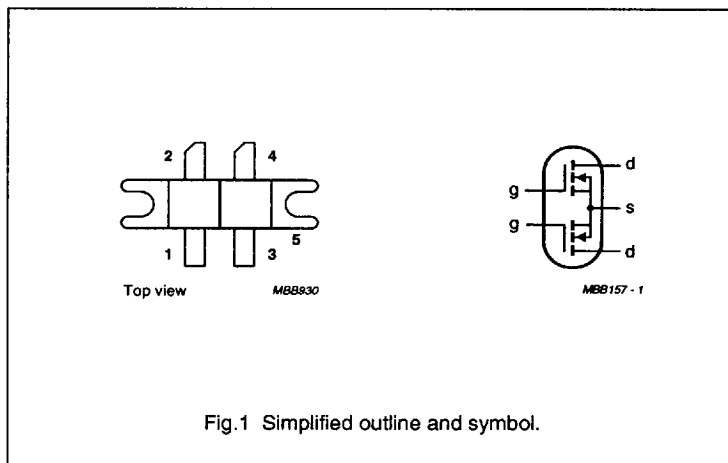 2
4
1
3
5
Top view
MBB930
d
g
s
g
d
MBB157 - 1
Fig.1 Simplified outline and symbol.